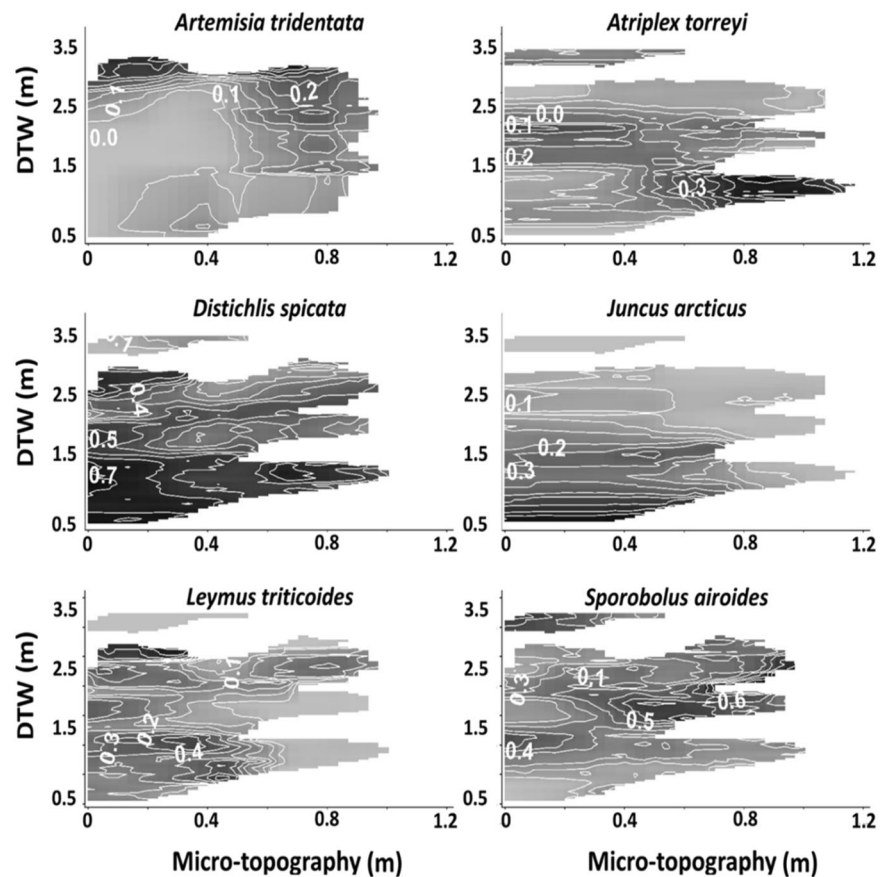 Artemisia tridentata
Atriplex torreyi
DTW (m)
3.5
2.5
1.5
0.5
0.1
0.1
0.2
0.0
0 0.4 0.8 1.2
3.5
2.5
1.5
0.5
0.0
0.1
0.2
0.3
0 0.4 0.8 1.2
Distichlis spicata
Juncus arcticus
DTW (m)
3.5
2.5
1.5
0.5
0.4
0.5
0.7
0 0.4 0.8 1.2
3.5
2.5
1.5
0.5
0.1
0.2
0.3
0 0.4 0.8 1.2
Leymus triticoides
Sporobolus airoides
DTW (m)
3.5
2.5
1.5
0.5
0.1
0.2
0.3
0.4
0 0.4 0.8 1.2
3.5
2.5
1.5
0.5
0.3
0.1
0.6
0.5
0.4
0 0.4 0.8 1.2
Micro-topography (m)
Micro-topography (m)